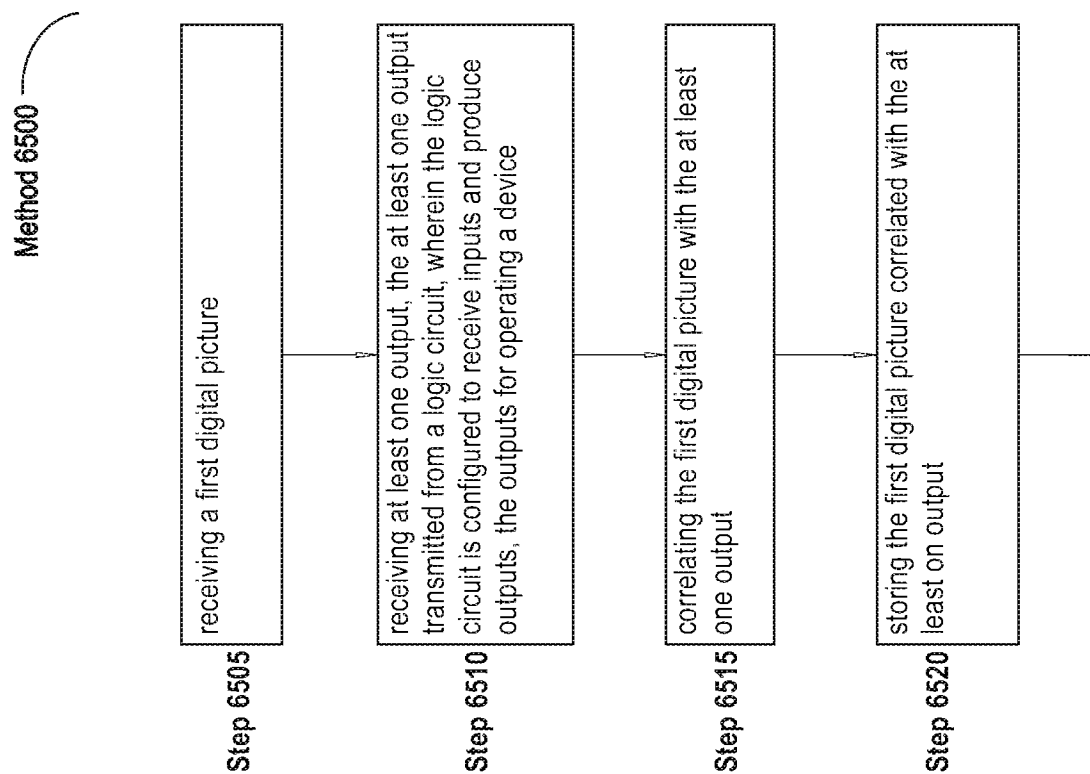 Method 6500
Step 6505
receiving a first digital picture
Step 6510
receiving at least one output, the at least one output
transmitted from a logic circuit, wherein the logic
circuit is configured to receive inputs and produce
outputs, the outputs for operating a device
Step 6515
correlating the first digital picture with the at least
one output
Step 6520
storing the first digital picture correlated with the at
least on output